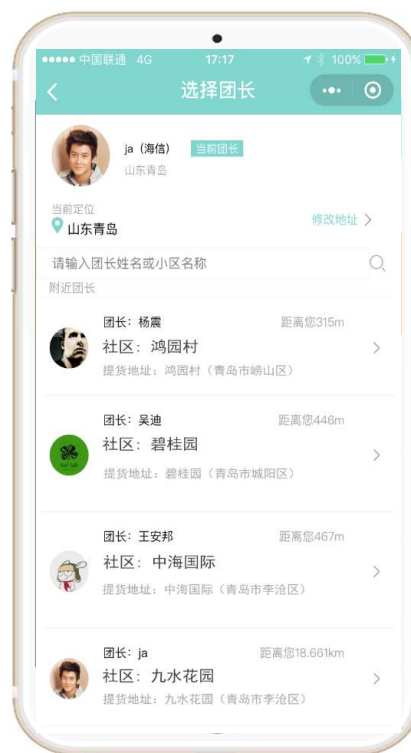 中国联通 4G 17:17 100%
选择团长
ja（海信） 当前团长
山东青岛
当前定位
山东青岛 修改地址
请输入团长姓名或小区名称
附近团长
团长：杨震 距离您315m
社区：鸿园村
提货地址：鸿园村（青岛市崂山区）
团长：吴迪 距离您446m
社区：碧桂园
提货地址：碧桂园（青岛市城阳区）
团长：王安邦 距离您467m
社区：中海国际
提货地址：中海国际（青岛市李沧区）
团长：ja 距离您18.661km
社区：九水花园
提货地址：九水花园（青岛市李沧区）